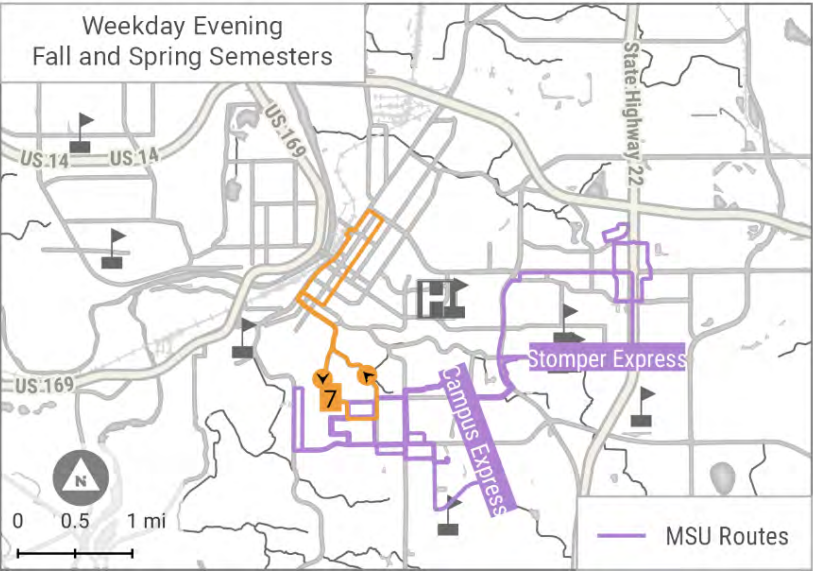 Weekday Evening
Fall and Spring Semesters
US 169
State Highway 22
US 14
US 14
H
Stomper Express
Campus Express
US 169
7
N
0 0.5 1 mi
MSU Routes